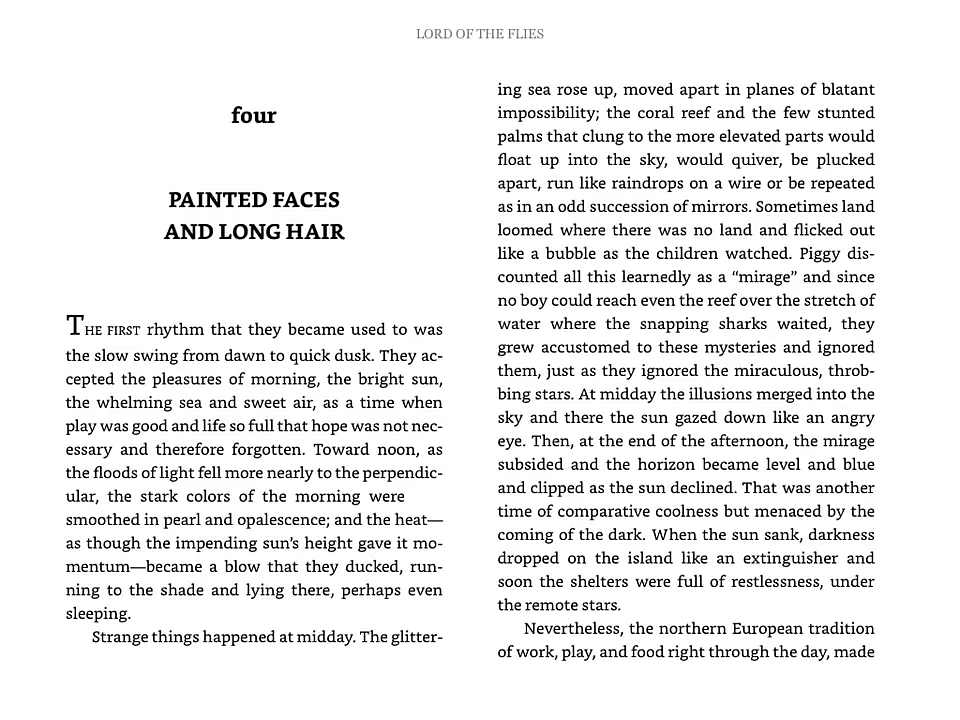 LORD OF THE FLIES
four
PAINTED FACES
AND LONG HAIR
THE FIRST rhythm that they became used to was
the slow swing from dawn to quick dusk. They ac-
cepted the pleasures of morning, the bright sun,
the whelming sea and sweet air, as a time when
play was good and life so full that hope was not nec-
essary and therefore forgotten. Toward noon, as
the floods of light fell more nearly to the perpendic-
ular, the stark colors of the morning were
smoothed in pearl and opalescence; and the heat—
as though the impending sun’s height gave it mo-
mentum—became a blow that they ducked, run-
ning to the shade and lying there, perhaps even
sleeping.
Strange things happened at midday. The glitter-
ing sea rose up, moved apart in planes of blatant
impossibility; the coral reef and the few stunted
palms that clung to the more elevated parts would
float up into the sky, would quiver, be plucked
apart, run like raindrops on a wire or be repeated
as in an odd succession of mirrors. Sometimes land
loomed where there was no land and flicked out
like a bubble as the children watched. Piggy dis-
counted all this learnedly as a “mirage” and since
no boy could reach even the reef over the stretch of
water where the snapping sharks waited, they
grew accustomed to these mysteries and ignored
them, just as they ignored the miraculous, throb-
bing stars. At midday the illusions merged into the
sky and there the sun gazed down like an angry
eye. Then, at the end of the afternoon, the mirage
subsided and the horizon became level and blue
and clipped as the sun declined. That was another
time of comparative coolness but menaced by the
coming of the dark. When the sun sank, darkness
dropped on the island like an extinguisher and
soon the shelters were full of restlessness, under
the remote stars.
Nevertheless, the northern European tradition
of work, play, and food right through the day, made